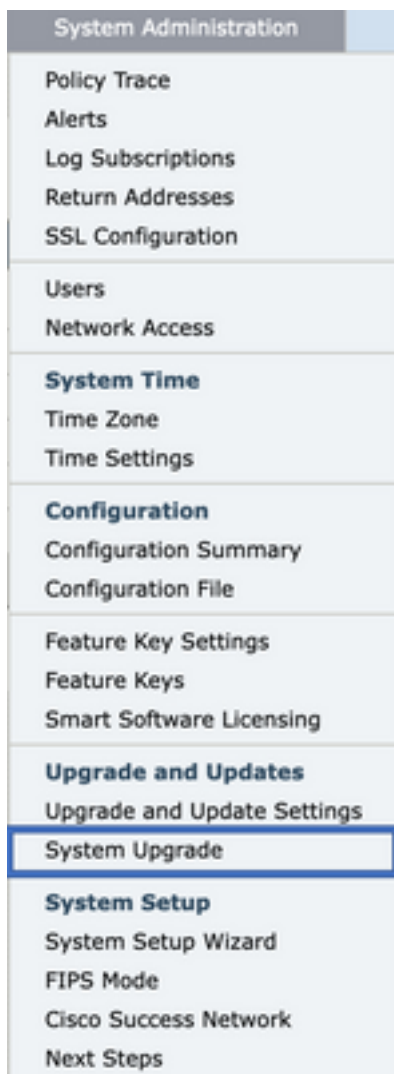 System Administration
Policy Trace
Alerts
Log Subscriptions
Return Addresses
SSL Configuration
Users
Network Access
System Time
Time Zone
Time Settings
Configuration
Configuration Summary
Configuration File
Feature Key Settings
Feature Keys
Smart Software Licensing
Upgrade and Updates
Upgrade and Update Settings
System Upgrade
System Setup
System Setup Wizard
FIPS Mode
Cisco Success Network
Next Steps